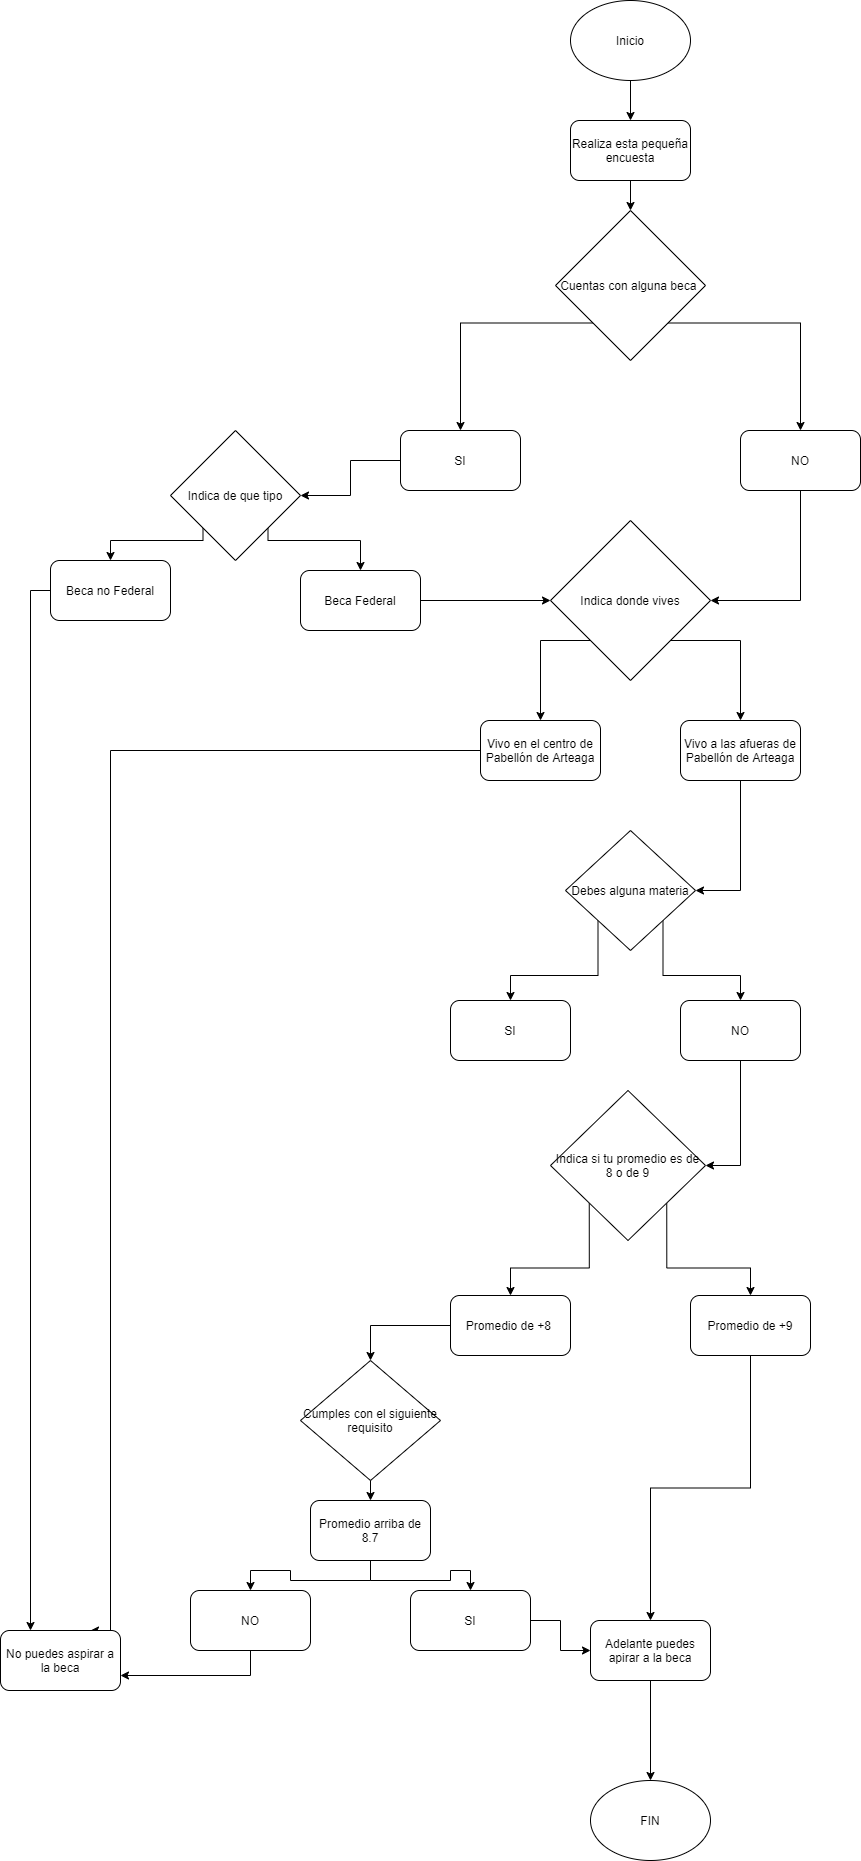 Inicio
Realiza esta pequeña
encuesta
Cuentas con alguna beca
SI
NO
Indica de que tipo
Beca no Federal
Beca Federal
Indica donde vives
Vivo en el centro de
Pabellón de Arteaga
Vivo a las afueras de
Pabellón de Arteaga
Debes alguna materia
SI
NO
Indica si tu promedio es de
8 o de 9
Promedio de +8
Promedio de +9
Cumples con el siguiente
requisito
Promedio arriba de
8.7
NO
SI
No puedes aspirar a
la beca
Adelante puedes
apirar a la beca
FIN